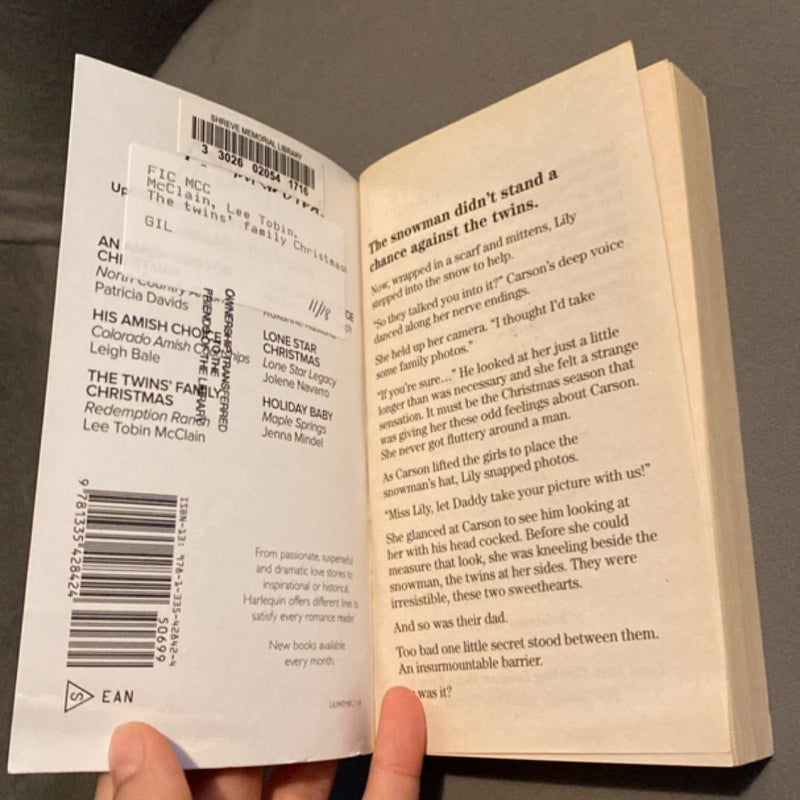 SHREVE MEMORIAL LIBRARY
3 3026 02054 1716
FIC MCC
McClain, Lee Tobin,
The twins' family Christmas
GIL
11/18
Up
AN
CHI
North Country
Patricia Davids
HIS AMISH
Colorado Amish
Leigh Bale
THE TWINS' FAMILY
CHRISTMAS
Redemption Ranch
Lee Tobin McClain
OWNERSHIP TRANSFERRED
TO THE
FRIENDS OF THE LIBRARY
LONE STAR
CHRISTMAS
Lone Star Legacy
Jolene Navarro
HOLIDAY BABY
Maple Springs
Jenna Mindel
9 781335 428424
ISBN-13: 978-1-335-42842-4
50699
S EAN
From passionate, suspenseful
and dramatic love stories to
inspirational or historical,
Harlequin offers different lines to
satisfy every romance reader.
New books available
every month.
The snowman didn't stand a
chance against the twins.
Now, wrapped in a scarf and mittens, Lily
stepped into the snow to help.
"So they talked you into it?" Carson's deep voice
danced along her nerve endings.
She held up her camera. "I thought I'd take
some family photos."
"If you're sure..." He looked at her just a little
longer than was necessary and she felt a strange
sensation. It must be the Christmas season that
was giving her these odd feelings about Carson.
She never got fluttery around a man.
As Carson lifted the girls to place the
snowman's hat, Lily snapped photos.
"Miss Lily, let Daddy take your picture with us!"
She glanced at Carson to see him looking at
her with his head cocked. Before she could
measure that look, she was kneeling beside the
snowman, the twins at her sides. They were
irresistible, these two sweethearts.
And so was their dad.
Too bad one little secret stood between them.
An insurmountable barrier.
was it?